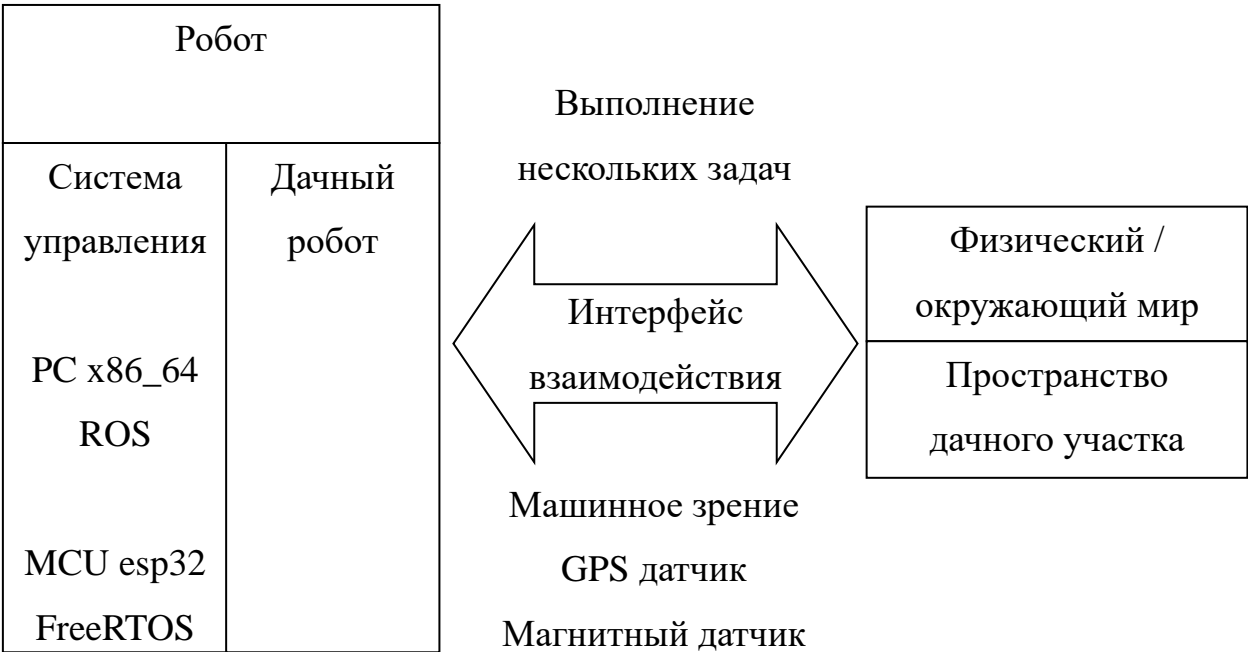 Робот
Система
управления
PC x86_64
ROS
MCU esp32
FreeRTOS
Дачный
робот
Выполнение
нескольких задач
Интерфейс
взаимодействия
Машинное зрение
GPS датчик
Магнитный датчик
Физический /
окружающий мир
Пространство
дачного участка